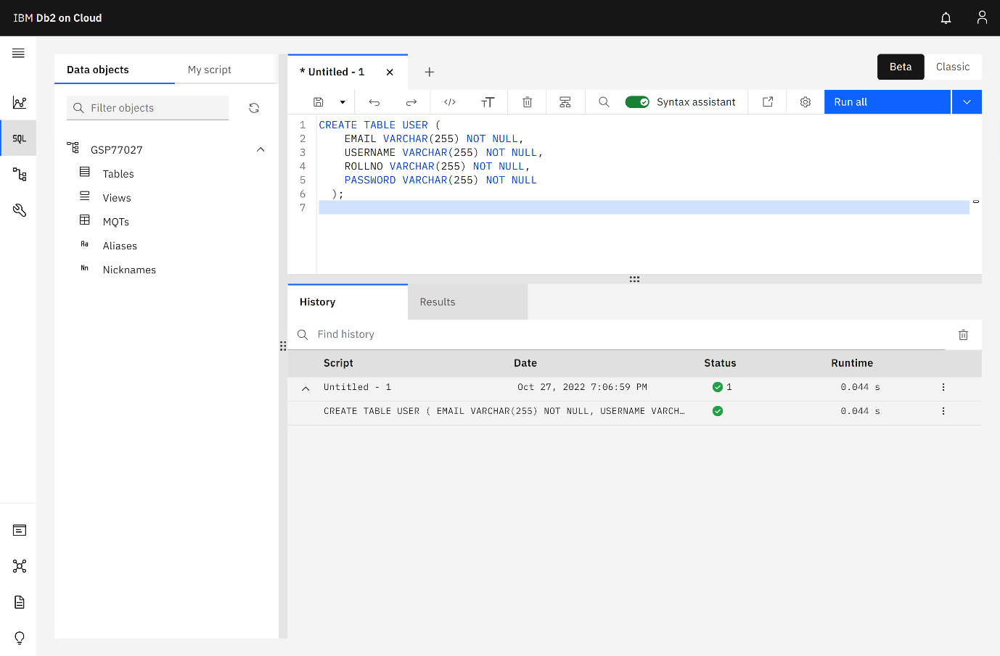 IBM Db2 on Cloud
Data objects
My script
* Untitled - 1
Beta
Classic
Filter objects
Syntax assistant
Run all
SQL
GSP77027
Tables
Views
MQTs
Aa Aliases
Nn Nicknames
1 CREATE TABLE USER (
2 EMAIL VARCHAR(255) NOT NULL,
3 USERNAME VARCHAR(255) NOT NULL,
4 ROLLNO VARCHAR(255) NOT NULL,
5 PASSWORD VARCHAR(255) NOT NULL
6 );
7
History
Results
Find history
Script Date Status Runtime
Untitled - 1 Oct 27, 2022 7:06:59 PM 1 0.044 s
CREATE TABLE USER ( EMAIL VARCHAR(255) NOT NULL, USERNAME VARCH… 0.044 s